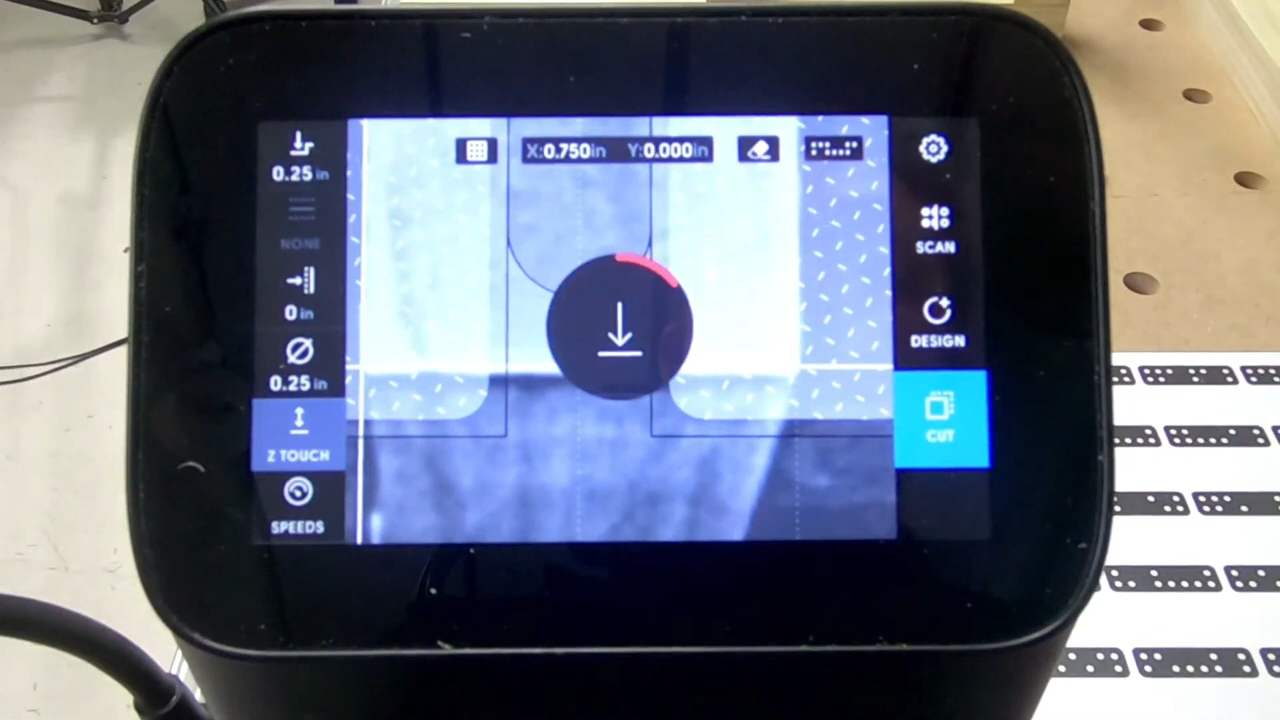 0.25 in
NONE
0 in
0.25 in
Z TOUCH
SPEEDS
X:0.750in Y:0.000in
SCAN
DESIGN
CUT